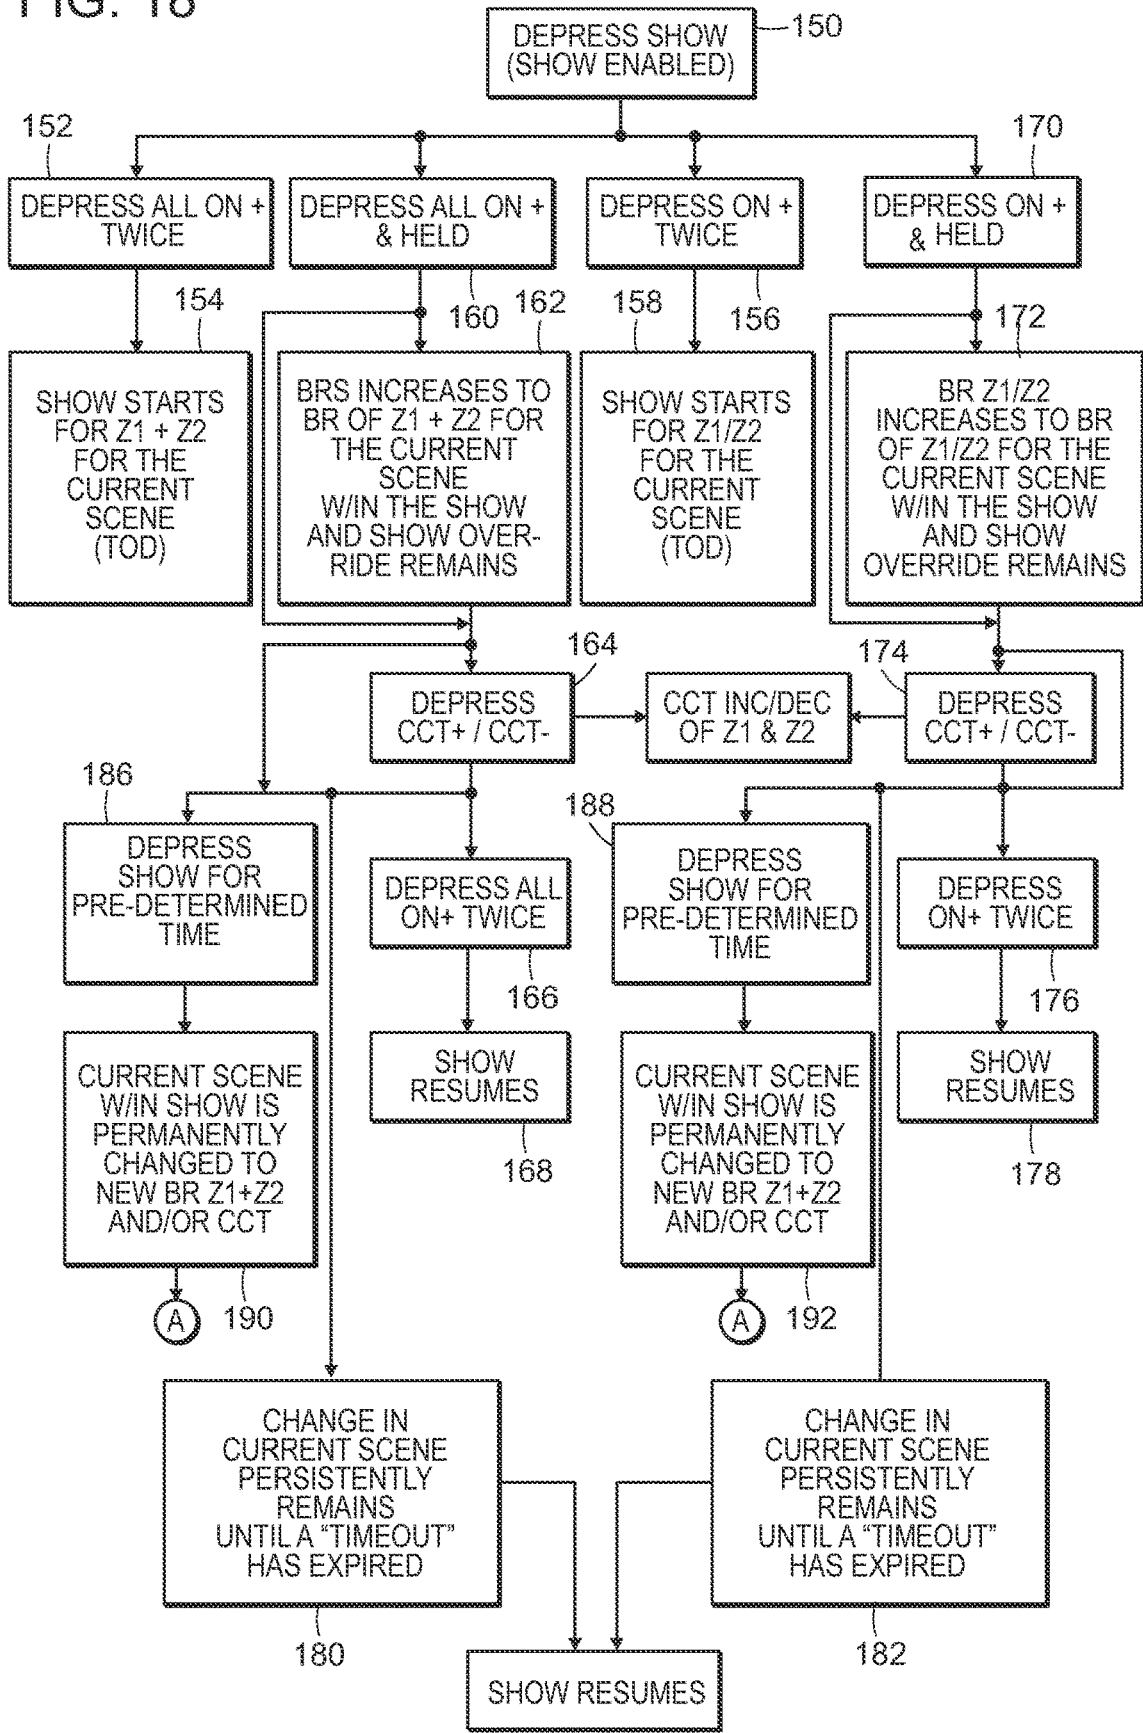 FIG. 18
DEPRESS SHOW
(SHOW ENABLED)
150
152
170
DEPRESS ALL ON +
TWICE
DEPRESS ALL ON +
& HELD
DEPRESS ON +
TWICE
DEPRESS ON +
& HELD
154
160
162
158
156
172
SHOW STARTS
FOR Z1 + Z2
FOR THE
CURRENT
SCENE
(TOD)
BRS INCREASES TO
BR OF Z1 + Z2 FOR
THE CURRENT
SCENE
W/IN THE SHOW
AND SHOW OVER-
RIDE REMAINS
SHOW STARTS
FOR Z1/Z2
FOR THE
CURRENT
SCENE
(TOD)
BR Z1/Z2
INCREASES TO BR
OF Z1/Z2 FOR THE
CURRENT SCENE
W/IN THE SHOW
AND SHOW
OVERRIDE REMAINS
164
174
DEPRESS
CCT+ / CCT-
CCT INC/DEC
OF Z1 & Z2
DEPRESS
CCT+ / CCT-
186
188
DEPRESS
SHOW FOR
PRE-DETERMINED
TIME
DEPRESS ALL
ON+ TWICE
DEPRESS
SHOW FOR
PRE-DETERMINED
TIME
DEPRESS
ON+ TWICE
166
176
CURRENT SCENE
W/IN SHOW IS
PERMANENTLY
CHANGED TO
NEW BR Z1+Z2
AND/OR CCT
SHOW
RESUMES
CURRENT SCENE
W/IN SHOW IS
PERMANENTLY
CHANGED TO
NEW BR Z1+Z2
AND/OR CCT
SHOW
RESUMES
168
178
A
190
A
192
CHANGE IN
CURRENT SCENE
PERSISTENTLY
REMAINS
UNTIL A “TIMEOUT”
HAS EXPIRED
CHANGE IN
CURRENT SCENE
PERSISTENTLY
REMAINS
UNTIL A “TIMEOUT”
HAS EXPIRED
180
182
SHOW RESUMES